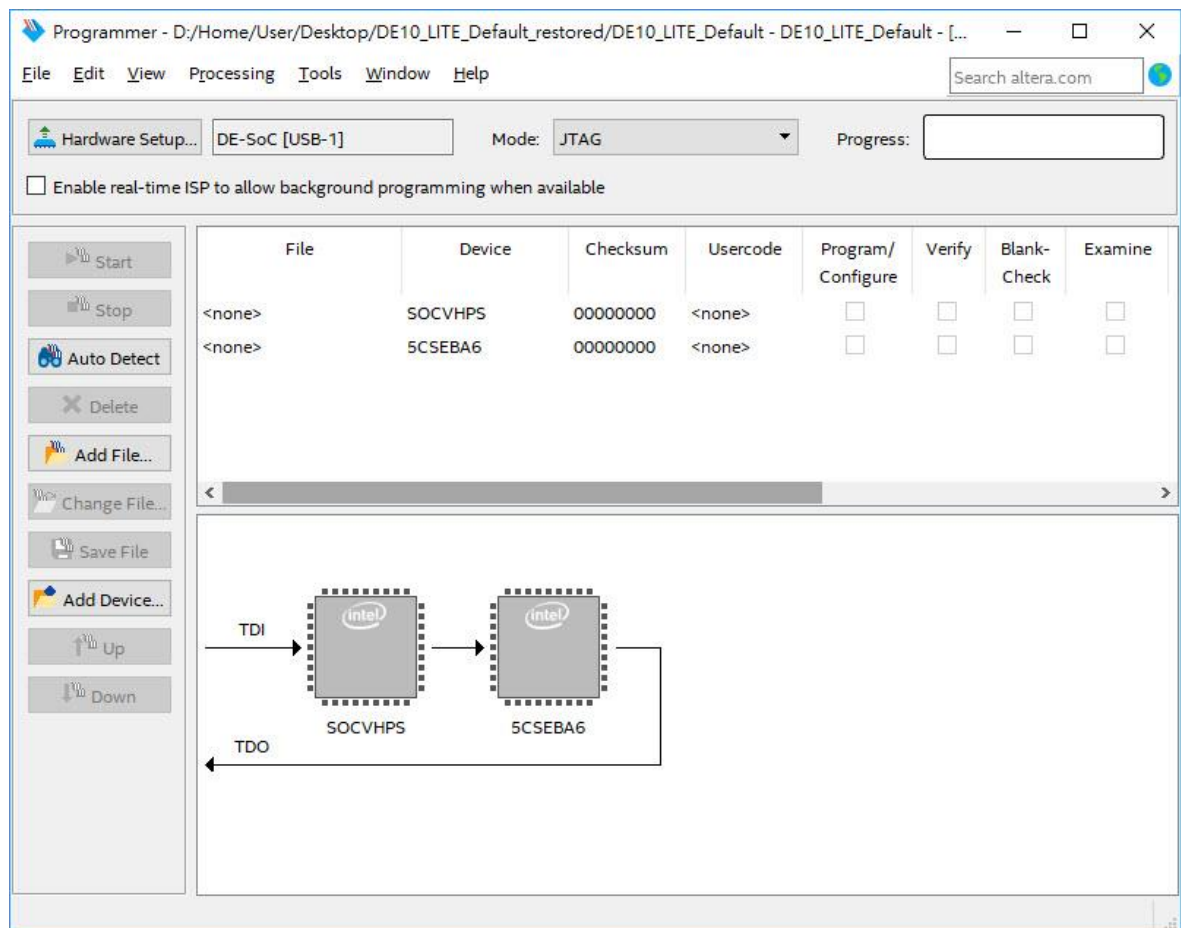 Programmer - D:/Home/User/Desktop/DE10_LITE_Default_restored/DE10_LITE_Default - DE10_LITE_Default - [...
File Edit View Processing Tools Window Help
Search altera.com
Hardware Setup... DE-SoC [USB-1] Mode: JTAG Progress:
Enable real-time ISP to allow background programming when available
Start
Stop
Auto Detect
Delete
Add File...
Change File...
Save File
Add Device...
Up
Down
File Device Checksum Usercode Program/ Verify Blank- Examine
Configure Check
<none> SOCVHPS 00000000 <none>
<none> 5CSEBA6 00000000 <none>
intel intel
TDI
SOCVHPS 5CSEBA6
TDO